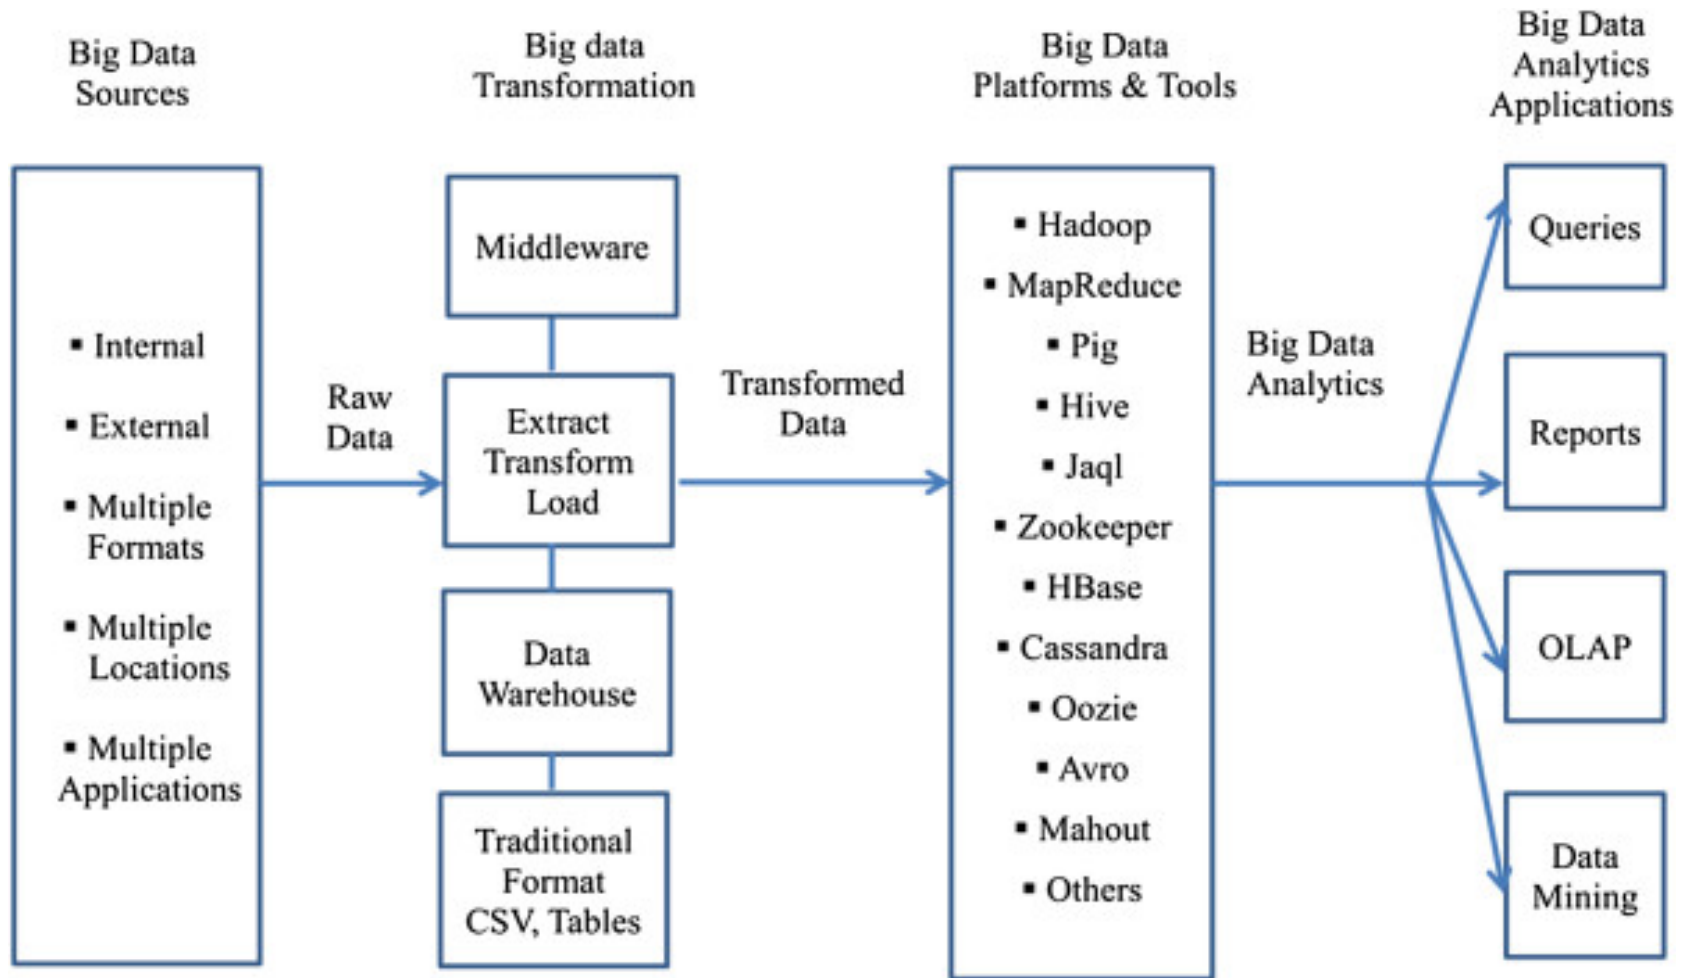 Big Data
Sources
Big data
Transformation
Big Data
Platforms & Tools
Big Data
Analytics
Applications
▪ Internal
▪ External
▪ Multiple
Formats
▪ Multiple
Locations
▪ Multiple
Applications
Raw
Data
Middleware
Extract
Transform
Load
Data
Warehouse
Traditional
Format
CSV, Tables
Transformed
Data
▪ Hadoop
▪ MapReduce
▪ Pig
▪ Hive
▪ Jaql
▪ Zookeeper
▪ HBase
▪ Cassandra
▪ Oozie
▪ Avro
▪ Mahout
▪ Others
Big Data
Analytics
Queries
Reports
OLAP
Data
Mining